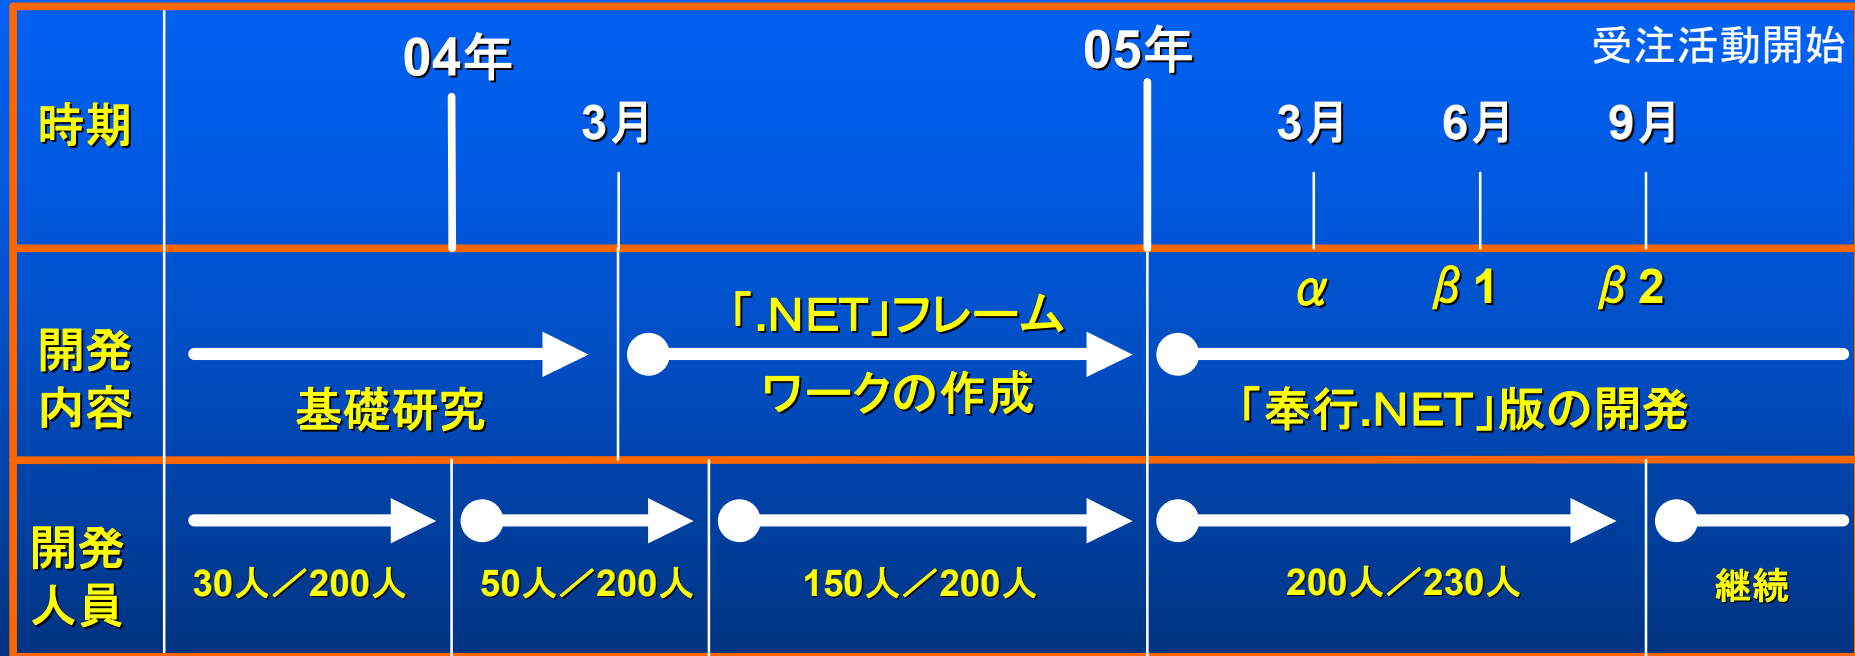 時期
04年
3月
05年
受注活動開始
3月
6月
9月
開発
内容
基礎研究
「.NET」フレーム
ワークの作成
α
β1
β2
「奉行.NET」版の開発
開発
人員
30人／200人
50人／200人
150人／200人
200人／230人
継続